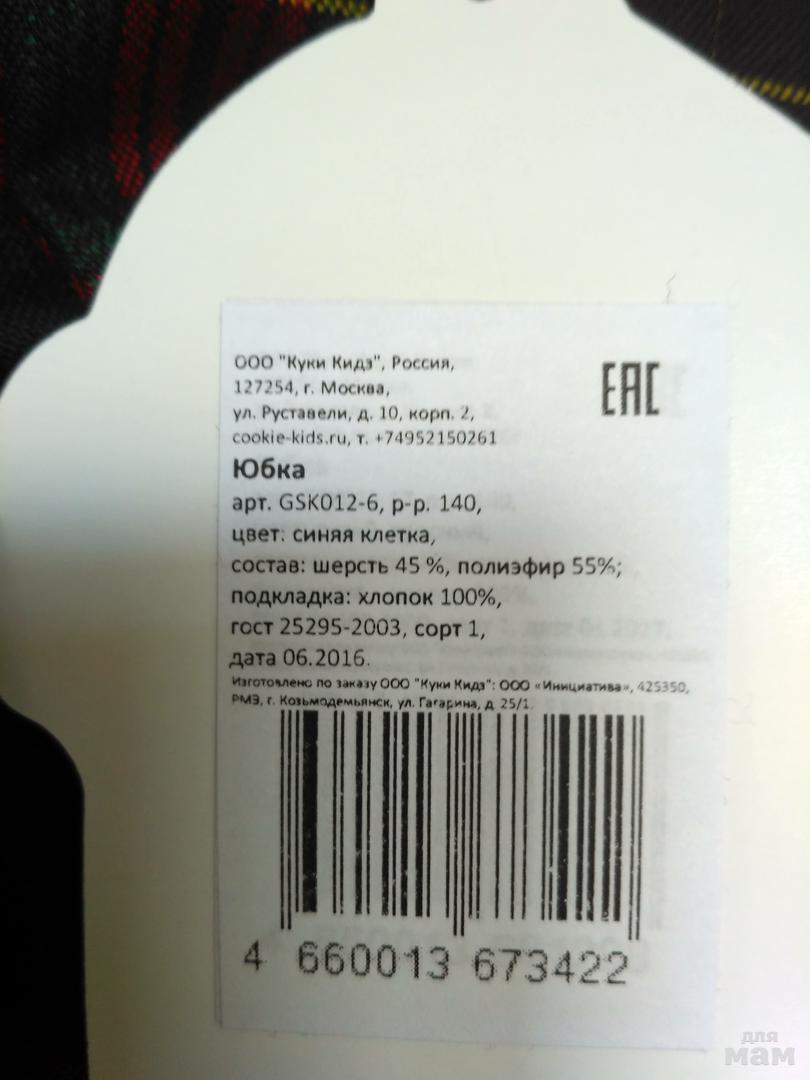 ООО "Куки Кидз", Россия,
127254, г. Москва,
ул. Руставели, д. 10, корп. 2,
cookie-kids.ru, т. +74952150261
EAC
Юбка
арт. GSK012-6, р-р. 140,
цвет: синяя клетка,
состав: шерсть 45 %, полиэфир 55%;
подкладка: хлопок 100%,
гост 25295-2003, сорт 1,
дата 06.2016.
Изготовлено по заказу ООО "Куки Кидз": ООО «Инициатива», 425350,
РМЭ, г. Козьмодемьянск, ул. Гагарина, д. 25/1.
4 660013 673422
для
мам